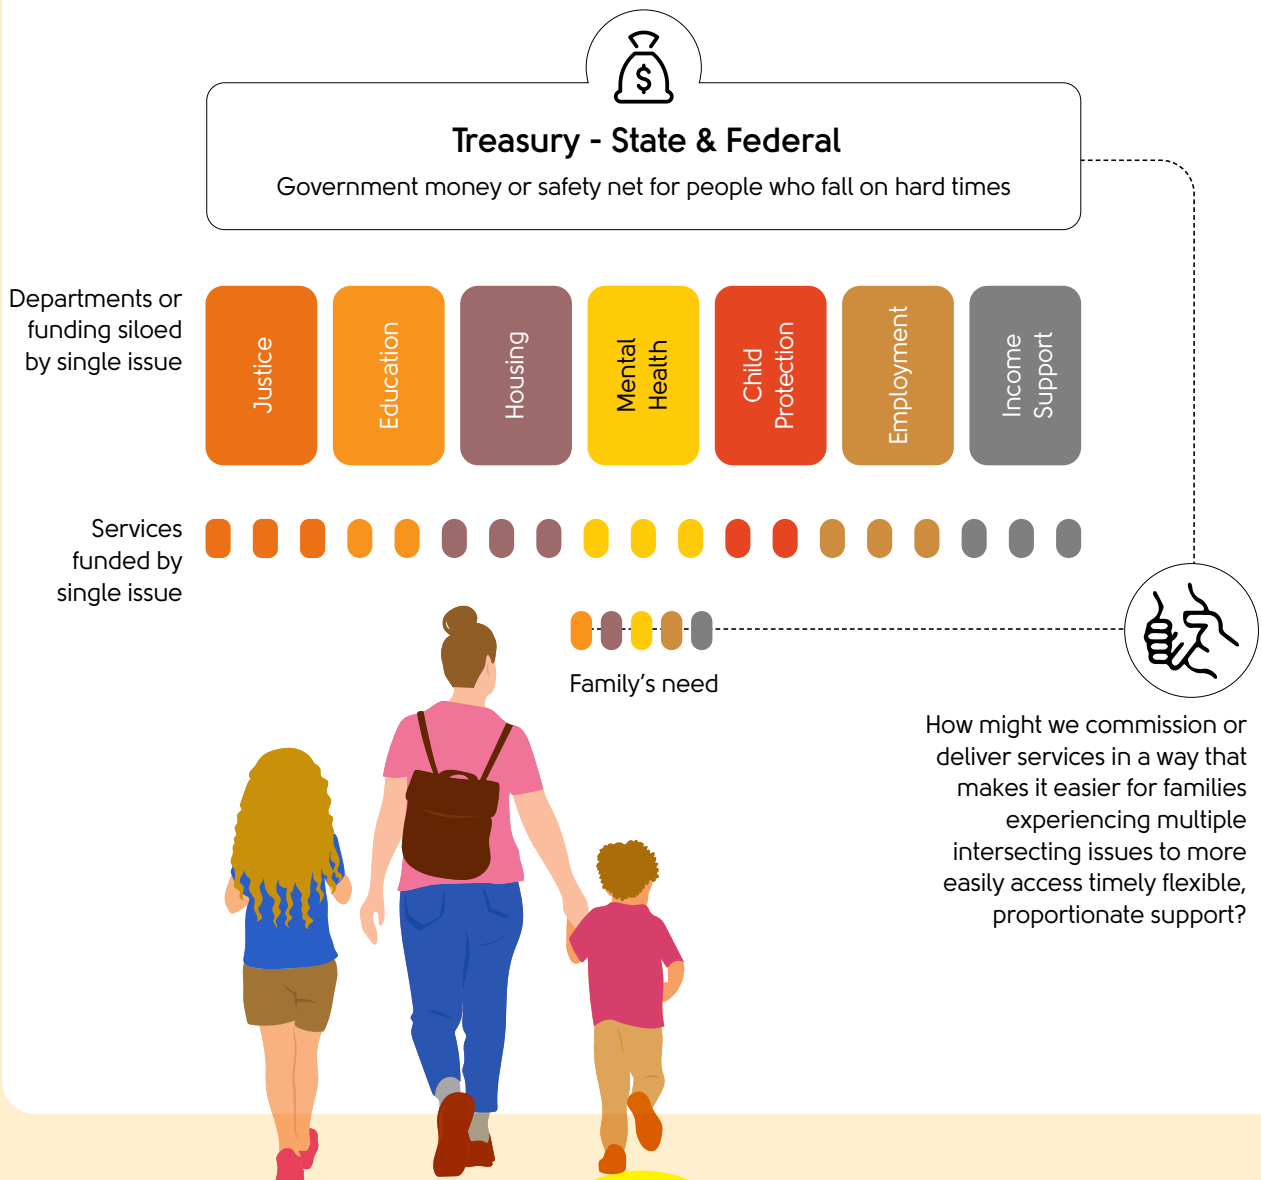 $
Treasury - State & Federal
Government money or safety net for people who fall on hard times
Departments or
funding siloed
by single issue
Justice
Education
Housing
Mental
Health
Child
Protection
Employment
Income
Support
Services
funded by
single issue
Family’s need
How might we commission or
deliver services in a way that
makes it easier for families
experiencing multiple
intersecting issues to more
easily access timely flexible,
proportionate support?